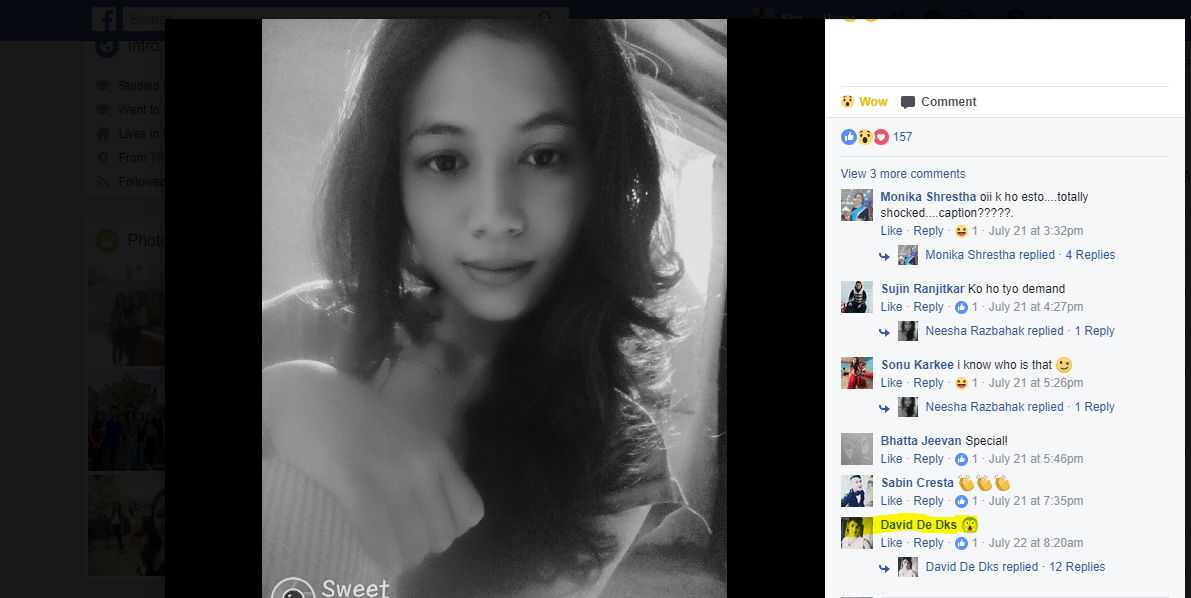 Search
Sky
Intro
Studied
Went to
Lives in
From Th
Followed
Photo
Sweet
Wow Comment
157
View 3 more comments
Monika Shrestha oii k ho esto....totally
shocked....caption?????.
Like · Reply · 😆 1 · July 21 at 3:32pm
Monika Shrestha replied · 4 Replies
Sujin Ranjitkar Ko ho tyo demand
Like · Reply · 1 · July 21 at 4:27pm
Neesha Razbahak replied · 1 Reply
Sonu Karkee i know who is that 😉
Like · Reply · 😆 1 · July 21 at 5:26pm
Neesha Razbahak replied · 1 Reply
Bhatta Jeevan Special!
Like · Reply · 1 · July 21 at 5:46pm
Sabin Cresta 👏👏👏
Like · Reply · 1 · July 21 at 7:35pm
David De Dks 😱
Like · Reply · 1 · July 22 at 8:20am
David De Dks replied · 12 Replies